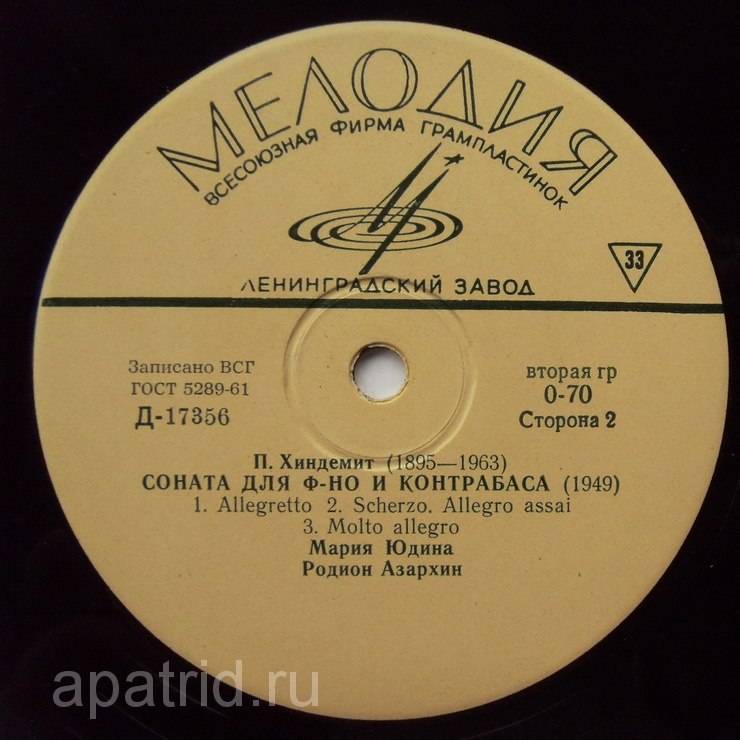 МЕЛОДИЯ
ВСЕСОЮЗНАЯ ФИРМА ГРАМПЛАСТИНОК
33
ЛЕНИНГРАДСКИЙ ЗАВОД
Записано ВСГ
ГОСТ 5289-61
Д-17356
вторая гр
0-70
Сторона 2
П. Хиндемит (1895—1963)
СОНАТА ДЛЯ Ф-НО И КОНТРАБАСА (1949)
1. Allegretto 2. Scherzo. Allegro assai
3. Molto allegro
Мария Юдина
Родион Азархин
apatrid.ru